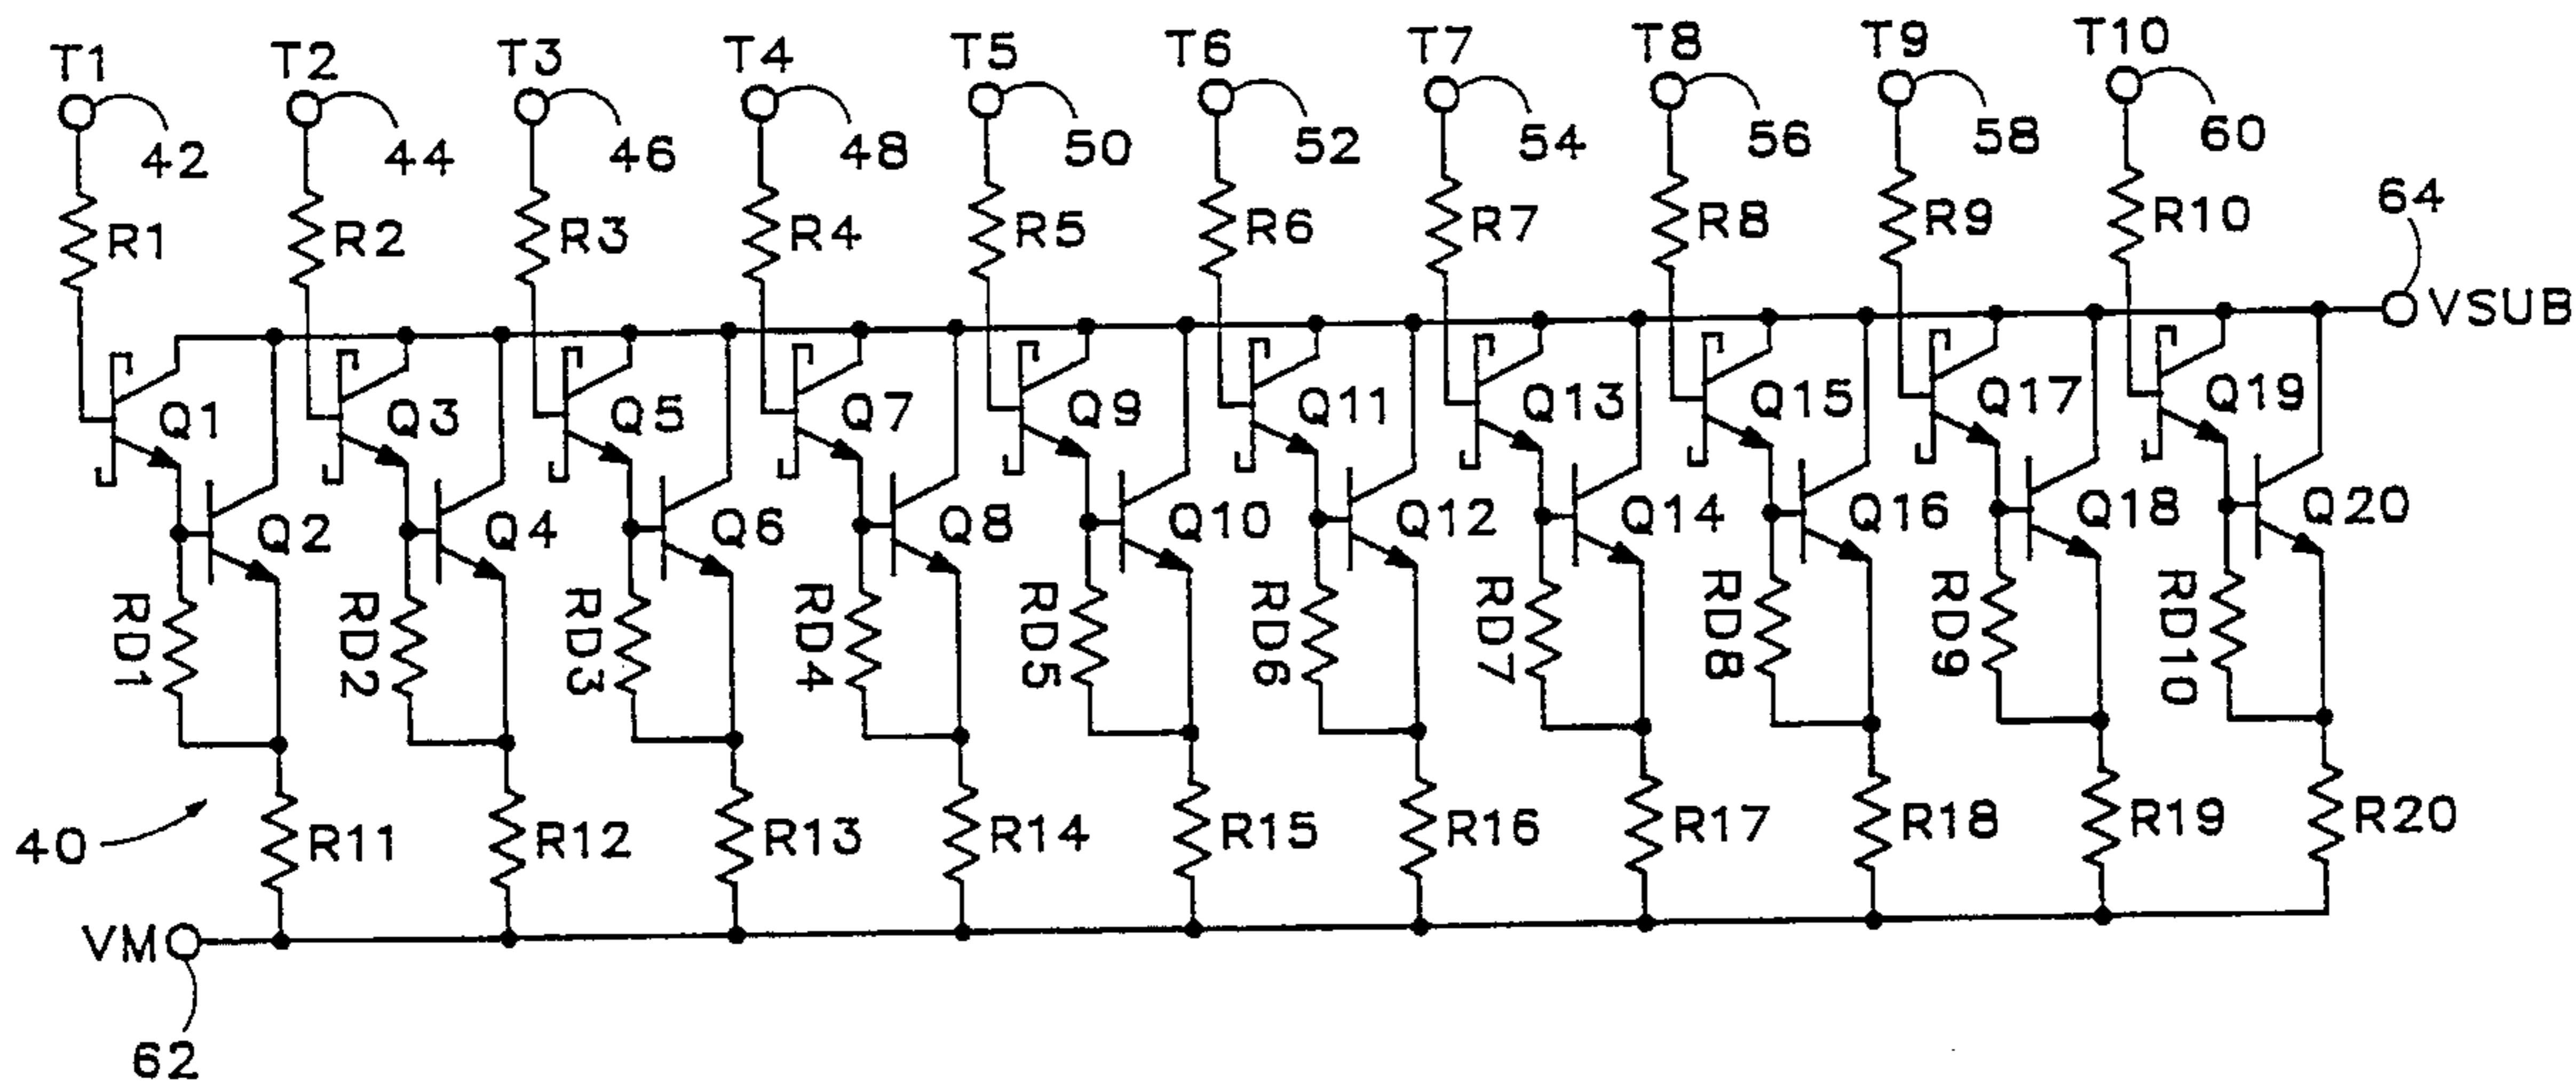 T1 T2 T3 T4 T5 T6 T7 T8 T9 T10
42 44 46 48 50 52 54 56 58 60
64
R1 R2 R3 R4 R5 R6 R7 R8 R9 R10
VSUB
Q1 Q3 Q5 Q7 Q9 Q11 Q13 Q15 Q17 Q19
Q2 Q4 Q6 Q8 Q10 Q12 Q14 Q16 Q18 Q20
RD1 RD2 RD3 RD4 RD5 RD6 RD7 RD8 RD9 RD10
40 R11 R12 R13 R14 R15 R16 R17 R18 R19 R20
VM
62